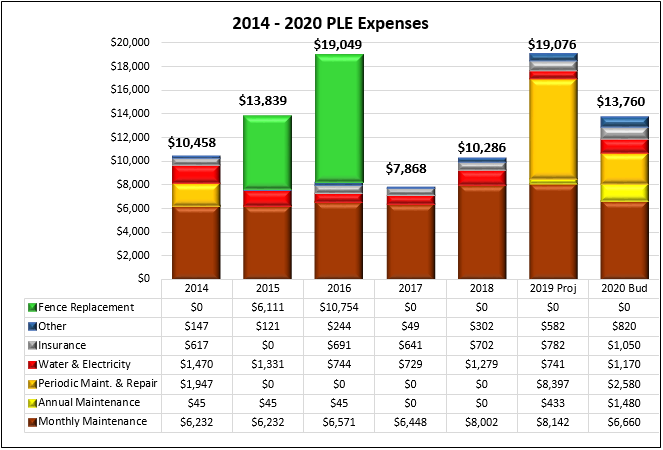 2014 - 2020 PLE Expenses
$20,000
$18,000
$16,000
$14,000
$12,000
$10,000
$8,000
$6,000
$4,000
$2,000
$0
$10,458
$13,839
$19,049
$7,868
$10,286
$19,076
$13,760
2014 2015 2016 2017 2018 2019 Proj 2020 Bud
Fence Replacement $0 $6,111 $10,754 $0 $0 $0 $0
Other $147 $121 $244 $49 $302 $582 $820
Insurance $617 $0 $691 $641 $702 $782 $1,050
Water & Electricity $1,470 $1,331 $744 $729 $1,279 $741 $1,170
Periodic Maint. & Repair $1,947 $0 $0 $0 $0 $8,397 $2,580
Annual Maintenance $45 $45 $45 $0 $0 $433 $1,480
Monthly Maintenance $6,232 $6,232 $6,571 $6,448 $8,002 $8,142 $6,660